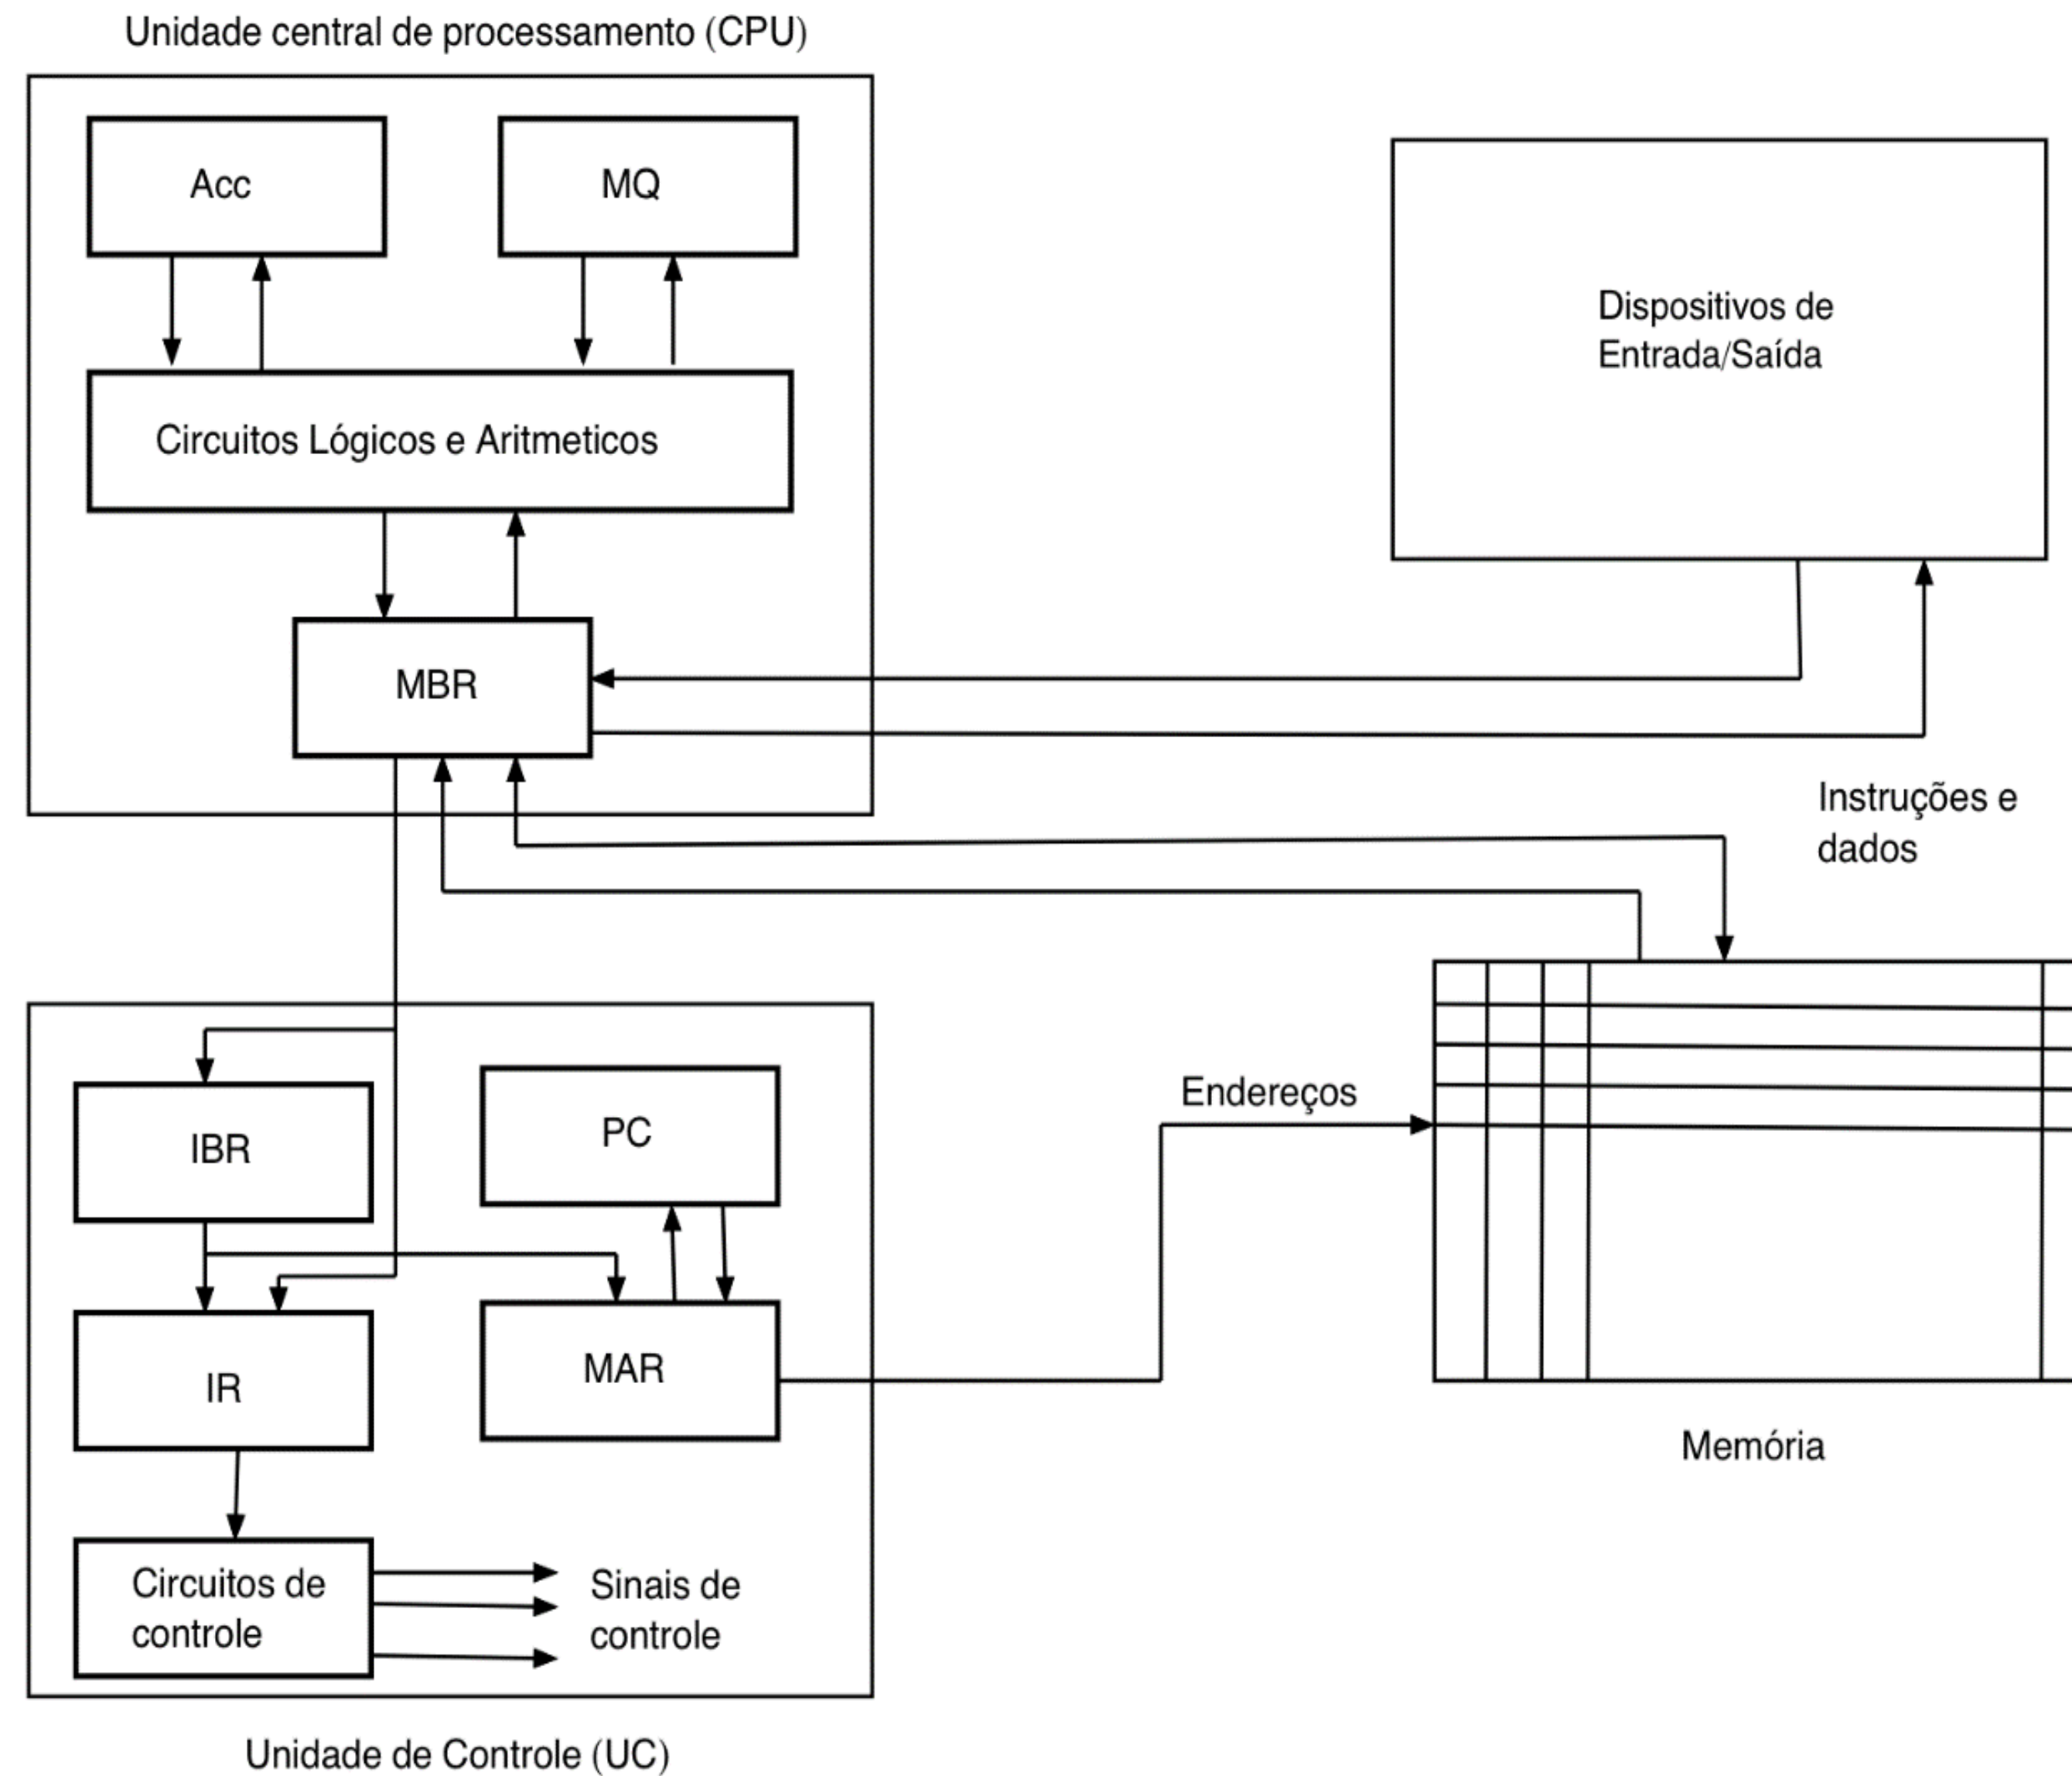 Unidade central de processamento (CPU)
Acc
MQ
Circuitos Lógicos e Aritmeticos
MBR
Dispositivos de
Entrada/Saída
Instruções e
dados
IBR
PC
IR
MAR
Endereços
Memória
Circuitos de
controle
Sinais de
controle
Unidade de Controle (UC)